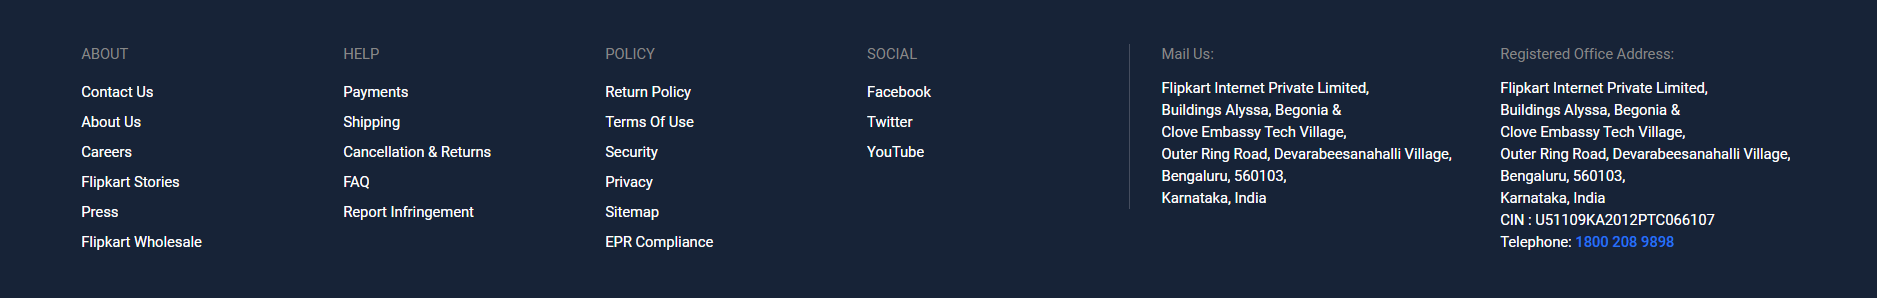 ABOUT
Contact Us
About Us
Careers
Flipkart Stories
Press
Flipkart Wholesale
HELP
Payments
Shipping
Cancellation & Returns
FAQ
Report Infringement
POLICY
Return Policy
Terms Of Use
Security
Privacy
Sitemap
EPR Compliance
SOCIAL
Facebook
Twitter
YouTube
Mail Us:
Flipkart Internet Private Limited,
Buildings Alyssa, Begonia &
Clove Embassy Tech Village,
Outer Ring Road, Devarabeesanahalli Village,
Bengaluru, 560103,
Karnataka, India
Registered Office Address:
Flipkart Internet Private Limited,
Buildings Alyssa, Begonia &
Clove Embassy Tech Village,
Outer Ring Road, Devarabeesanahalli Village,
Bengaluru, 560103,
Karnataka, India
CIN : U51109KA2012PTC066107
Telephone: 1800 208 9898